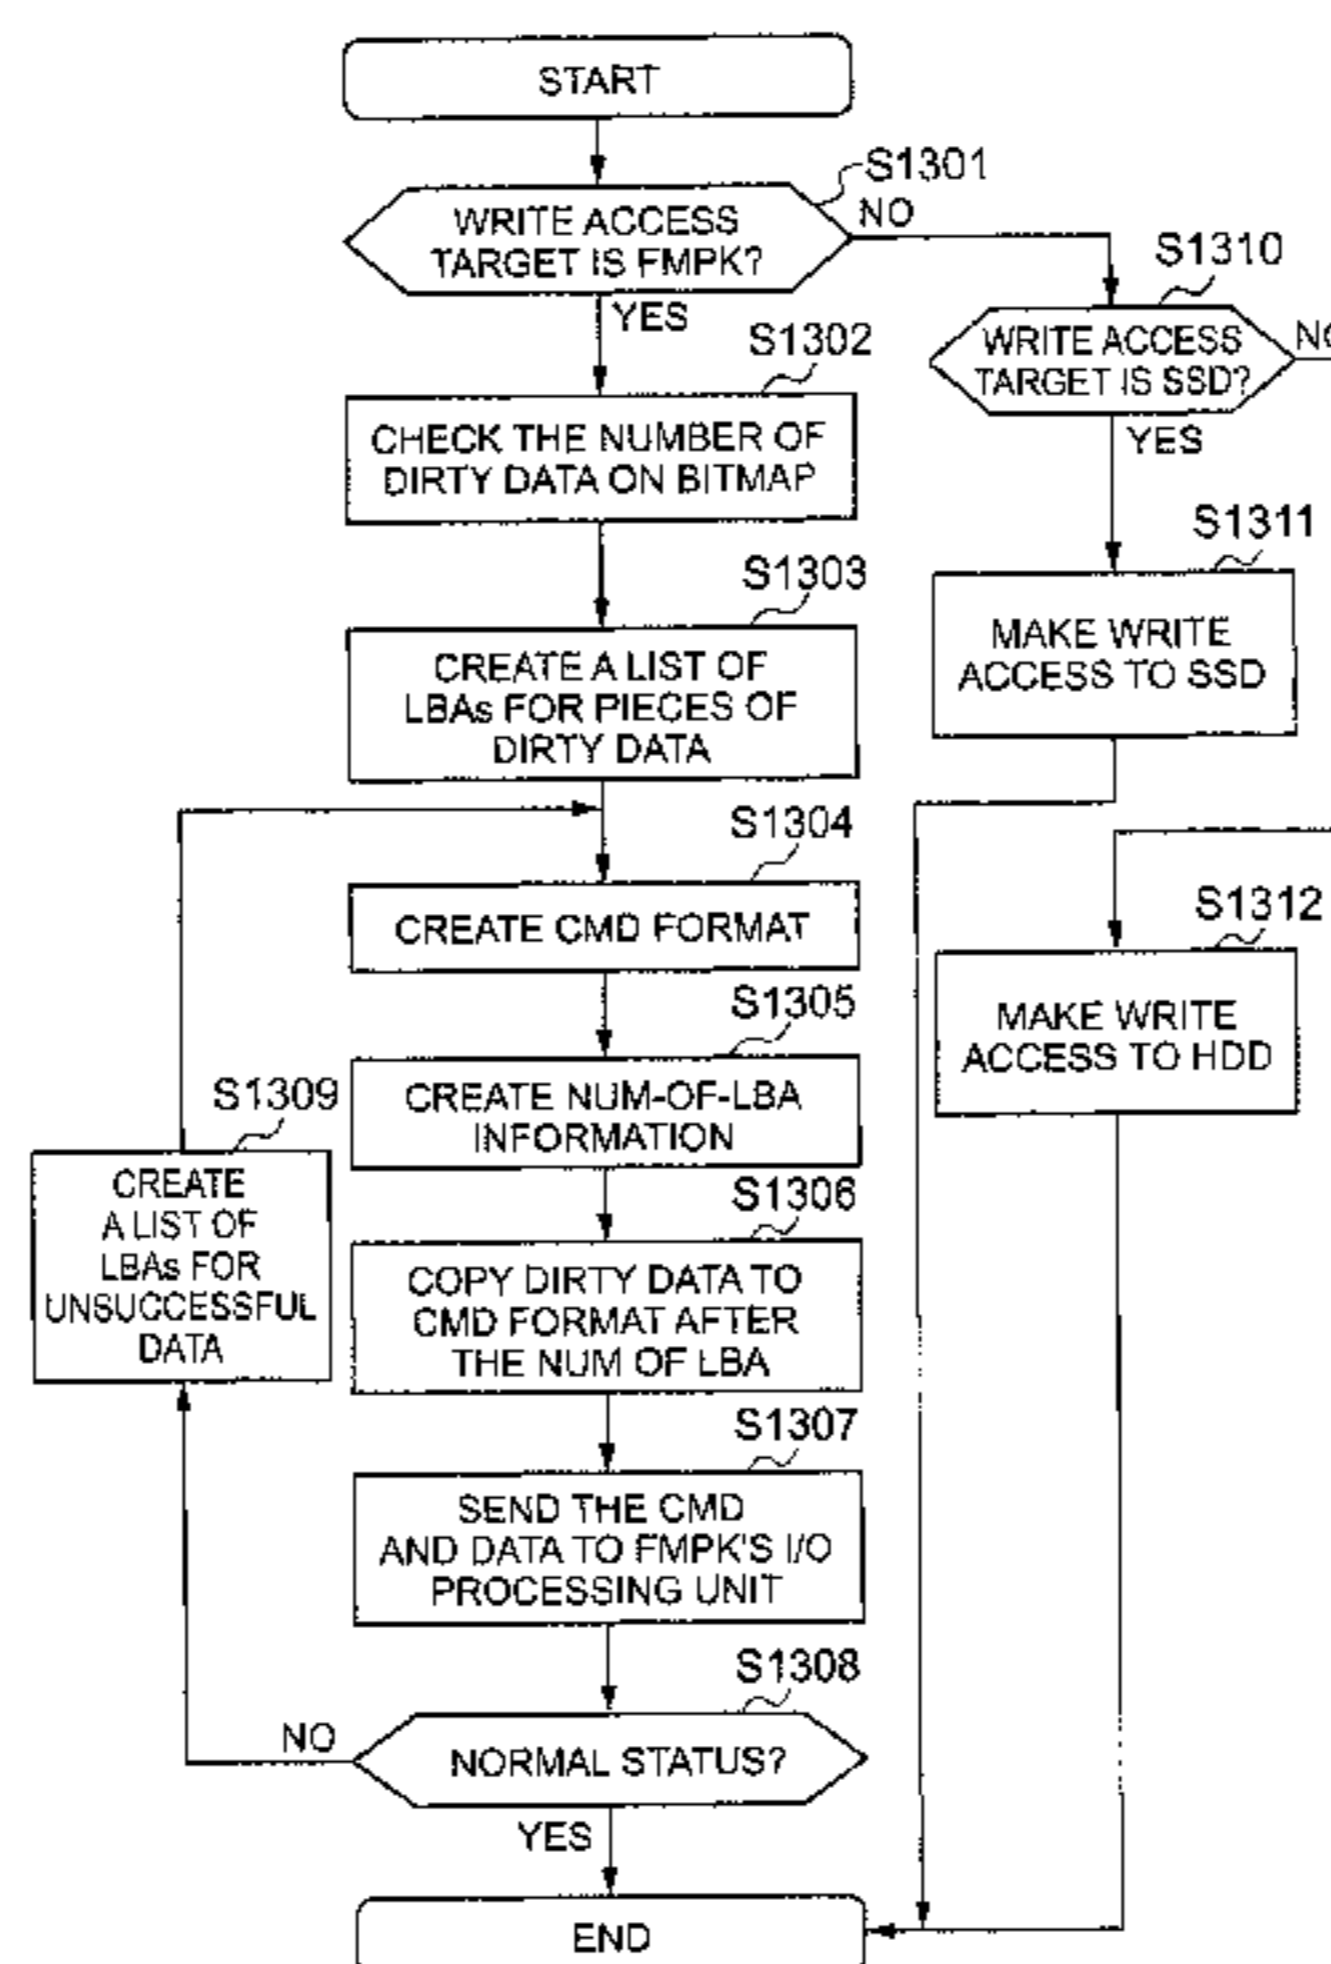 START
S1301
WRITE ACCESS
TARGET IS FMPK?
NO
YES
S1310
WRITE ACCESS
TARGET IS SSD?
NO
YES
S1302
CHECK THE NUMBER OF
DIRTY DATA ON BITMAP
S1311
MAKE WRITE
ACCESS TO SSD
S1303
CREATE A LIST OF
LBAs FOR PIECES OF
DIRTY DATA
S1304
CREATE CMD FORMAT
S1312
MAKE WRITE
ACCESS TO HDD
S1305
CREATE NUM-OF-LBA
INFORMATION
S1309
CREATE
A LIST OF
LBAs FOR
UNSUCCESSFUL
DATA
S1306
COPY DIRTY DATA TO
CMD FORMAT AFTER
THE NUM OF LBA
S1307
SEND THE CMD
AND DATA TO FMPK'S I/O
PROCESSING UNIT
S1308
NORMAL STATUS?
NO
YES
END